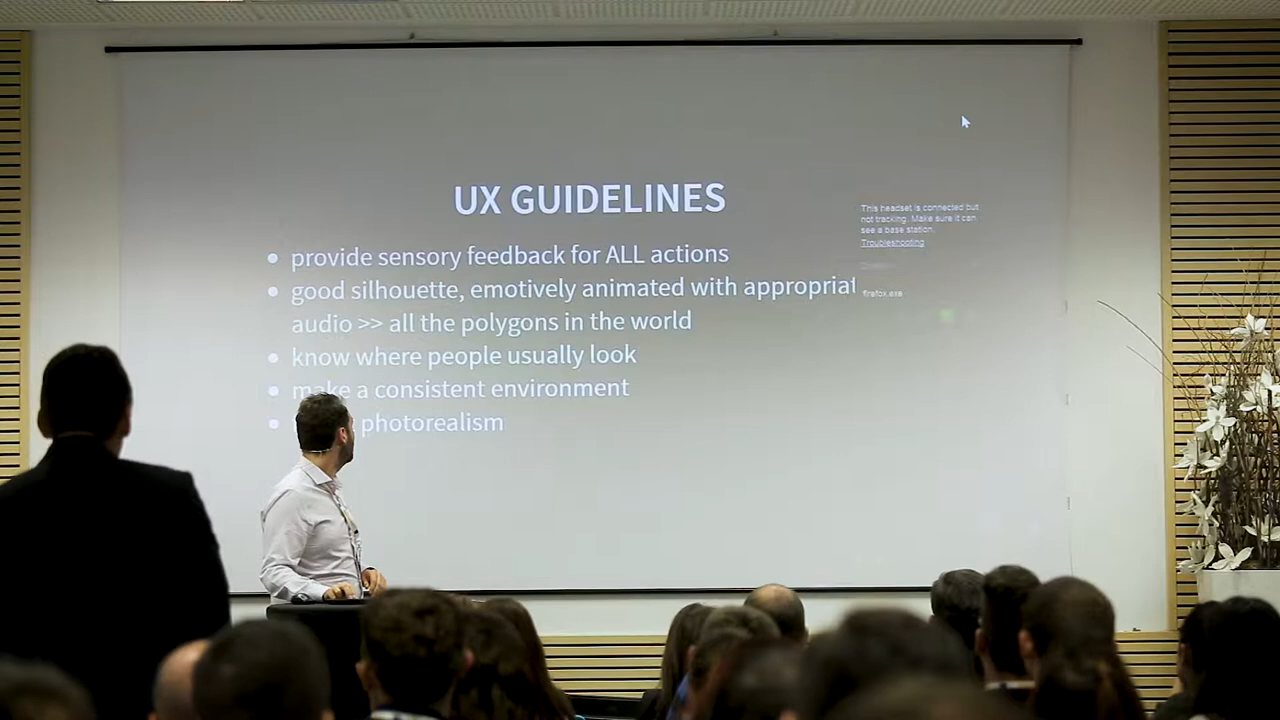 UX GUIDELINES
provide sensory feedback for ALL actions
good silhouette, emotively animated with appropriat
audio >> all the polygons in the world
know where people usually look
make a consistent environment
photorealism
This headset is connected but
not tracking. Make sure it can
see a base station.
Troubleshooting
firefox.exe